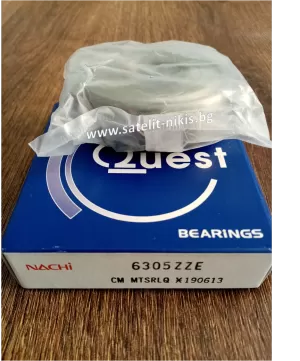 www.satelit-nikis.bg
Quest
BEARINGS
NACHi 6305ZZE
CM MTSRLQ X190613